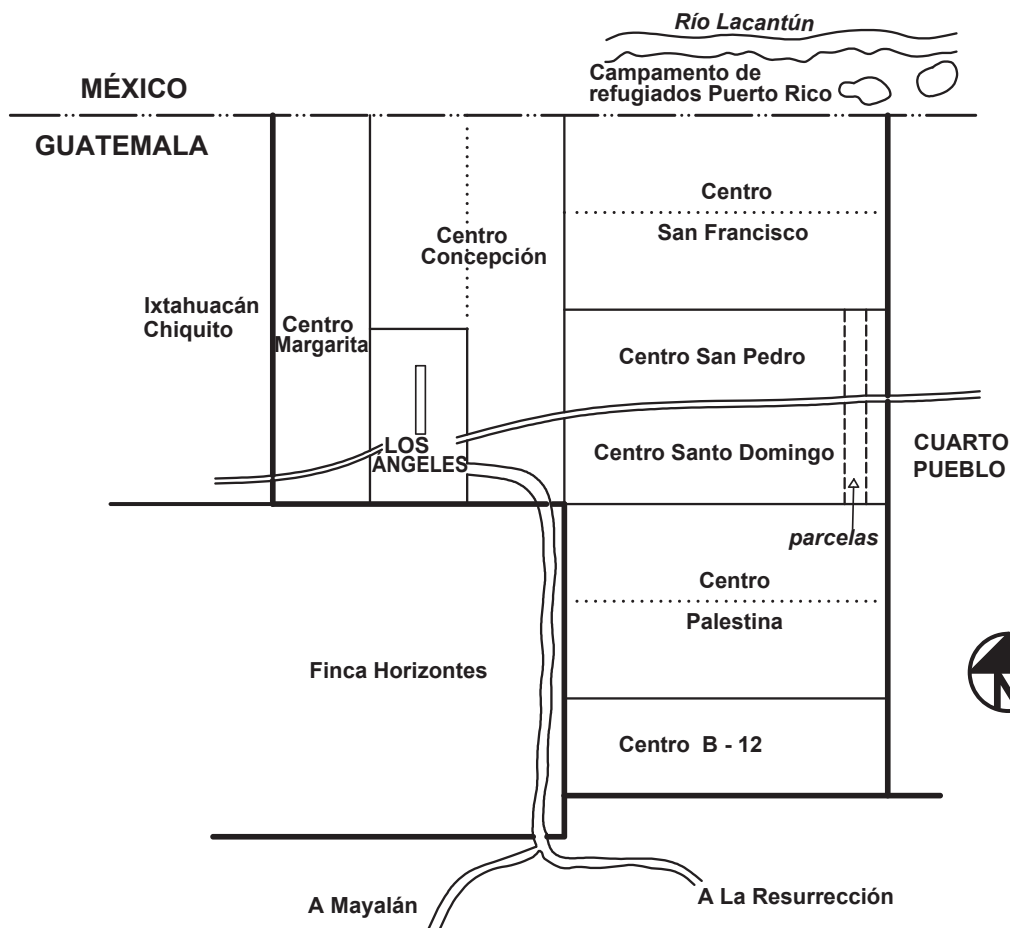 Río Lacantún
Campamento de
refugiados Puerto Rico
MÉXICO
GUATEMALA
Centro
San Francisco
Centro
Concepción
Ixtahuacán
Chiquito
Centro
Margarita
Centro San Pedro
LOS
ÁNGELES
Centro Santo Domingo
CUARTO
PUEBLO
parcelas
Centro
Palestina
Finca Horizontes
N
Centro B - 12
A Mayalán
A La Resurrección